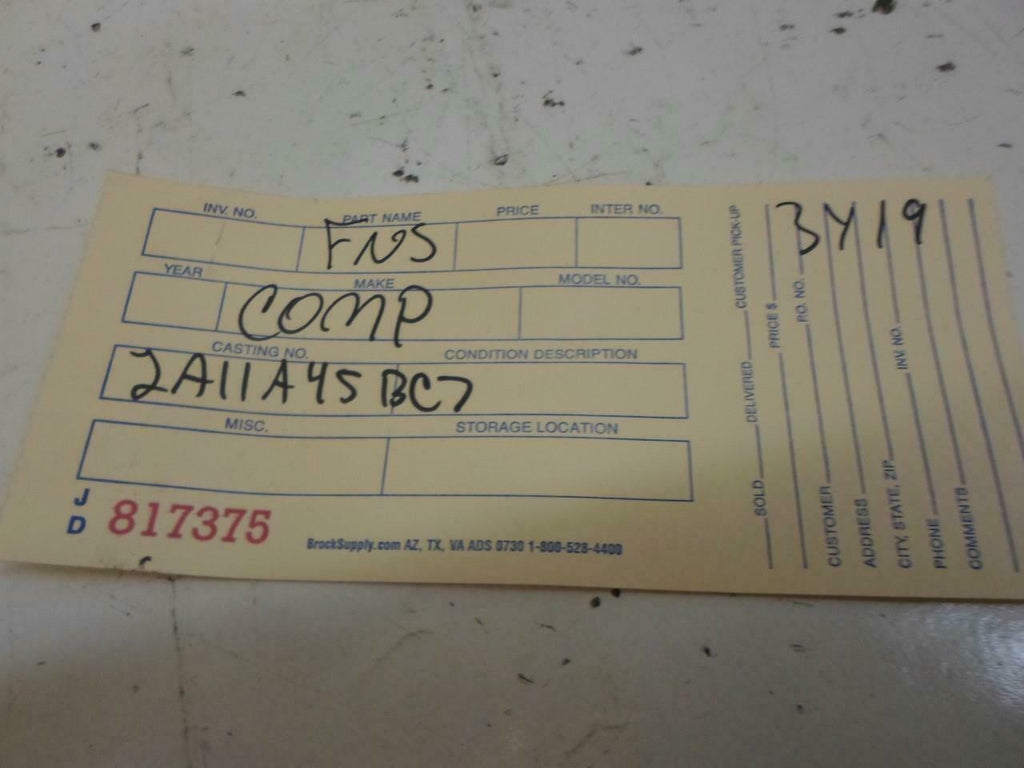 INV. NO. PART NAME PRICE INTER NO.
FNS
YEAR MAKE MODEL NO.
COMP
CASTING NO. CONDITION DESCRIPTION
2A11A45BC7
MISC. STORAGE LOCATION
J D 817375
BrockSupply.com AZ, TX, VA ADS 0730 1-800-528-4400
SOLD DELIVERED CUSTOMER PICK-UP
PRICE $
CUSTOMER P.O. NO.
ADDRESS
CITY, STATE, ZIP INV. NO.
PHONE
COMMENTS
3Y19